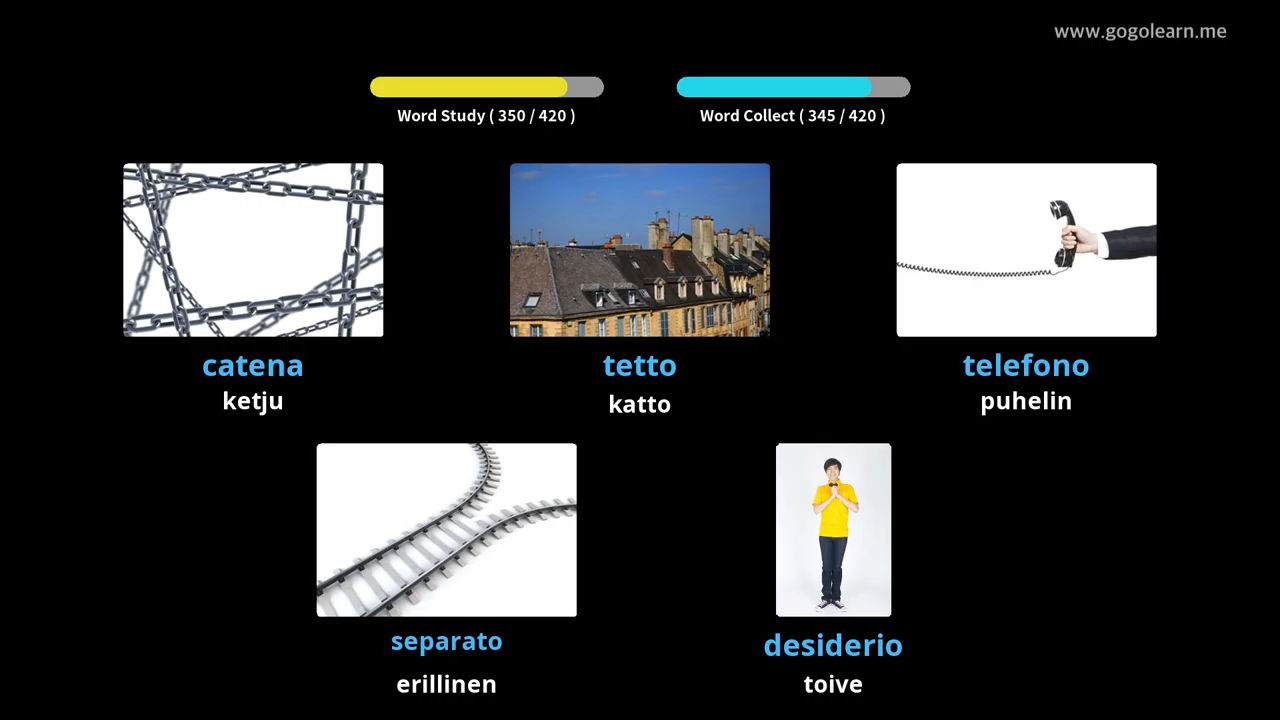 www.gogolearn.me
Word Study ( 350 / 420 )
Word Collect ( 345 / 420 )
catena
ketju
tetto
katto
telefono
puhelin
separato
erillinen
desiderio
toive